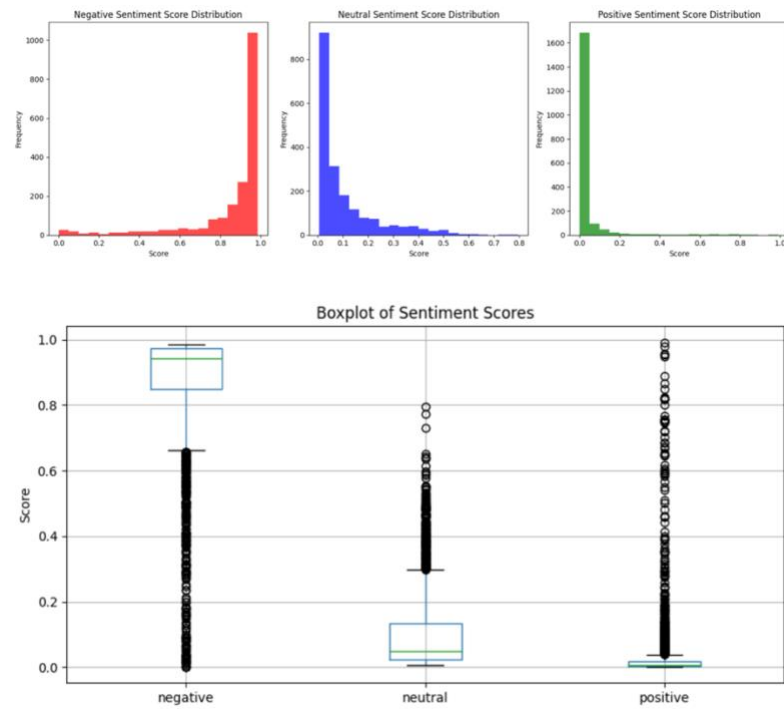 Negative Sentiment Score Distribution
Neutral Sentiment Score Distribution
Positive Sentiment Score Distribution
Frequency
1000
800
600
400
200
0
0.0 0.2 0.4 0.6 0.8 1.0
Score
Frequency
800
600
400
200
0
0.0 0.1 0.2 0.3 0.4 0.5 0.6 0.7 0.8
Score
Frequency
1600
1400
1200
1000
800
600
400
200
0
0.0 0.2 0.4 0.6 0.8 1.0
Score
Boxplot of Sentiment Scores
Score
1.0
0.8
0.6
0.4
0.2
0.0
negative neutral positive